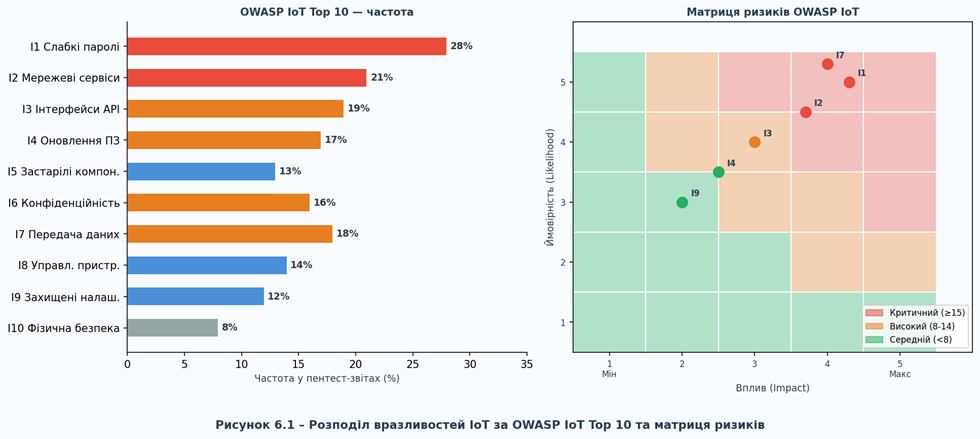 OWASP IoT Top 10 — частота
I1 Слабкі паролі
28%
I2 Мережеві сервіси
21%
I3 Інтерфейси API
19%
I4 Оновлення ПЗ
17%
I5 Застарілі компон.
13%
I6 Конфіденційність
16%
I7 Передача даних
18%
I8 Управл. пристр.
14%
I9 Захищені налаш.
12%
I10 Фізична безпека
8%
0 5 10 15 20 25 30 35
Частота у пентест-звітах (%)
Матриця ризиків OWASP IoT
Ймовірність (Likelihood)
5
4
3
2
1
I7
I1
I2
I3
I4
I9
Критичний (≥15)
Високий (8-14)
Середній (<8)
1 2 3 4 5
Мін Макс
Вплив (Impact)
Рисунок 6.1 – Розподіл вразливостей IoT за OWASP IoT Top 10 та матриця ризиків